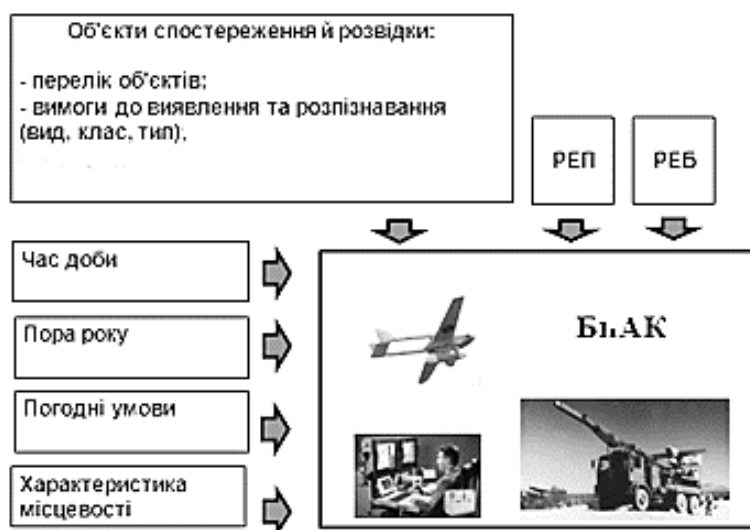 Об'єкти спостереження й розвідки:
- перелік об'єктів;
- вимоги до виявлення та розпізнавання
(вид, клас, тип);
РЕП
РЕБ
Час доби
Пора року
Погодні умови
Характеристика
місцевості
БпАК